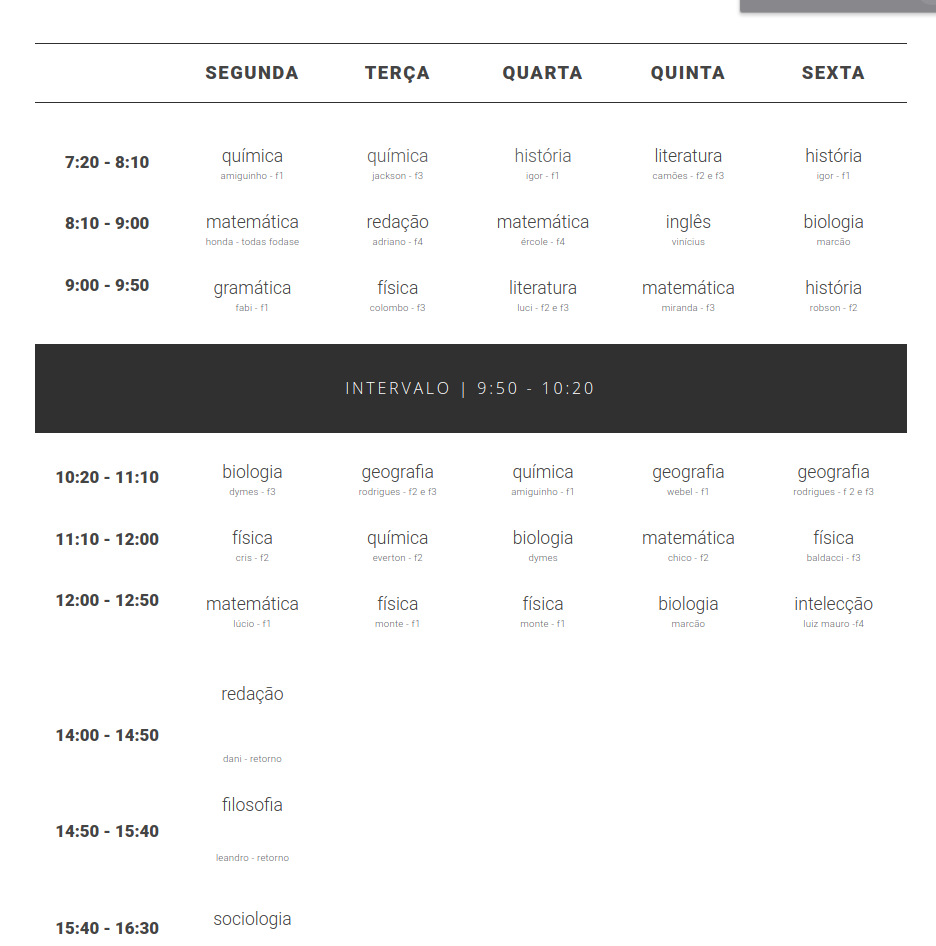 SEGUNDA TERÇA QUARTA QUINTA SEXTA
7:20 - 8:10 química química história literatura história
amiguinho - f1 jackson - f3 igor - f1 camões - f2 e f3 igor - f1
8:10 - 9:00 matemática redação matemática inglês biologia
honda - todas fodase adriano - f4 ércole - f4 vinícius marcão
9:00 - 9:50 gramática física literatura matemática história
fabi - f1 colombo - f3 luci - f2 e f3 miranda - f3 robson - f2
INTERVALO | 9:50 - 10:20
10:20 - 11:10 biologia geografia química geografia geografia
dymes - f3 rodrigues - f2 e f3 amiguinho - f1 webel - f1 rodrigues - f 2 e f3
11:10 - 12:00 física química biologia matemática física
cris - f2 everton - f2 dymes chico - f2 baldacci - f3
12:00 - 12:50 matemática física física biologia intelecção
lúcio - f1 monte - f1 monte - f1 marcão luiz mauro -f4
redação
14:00 - 14:50
dani - retorno
filosofia
14:50 - 15:40
leandro - retorno
sociologia
15:40 - 16:30